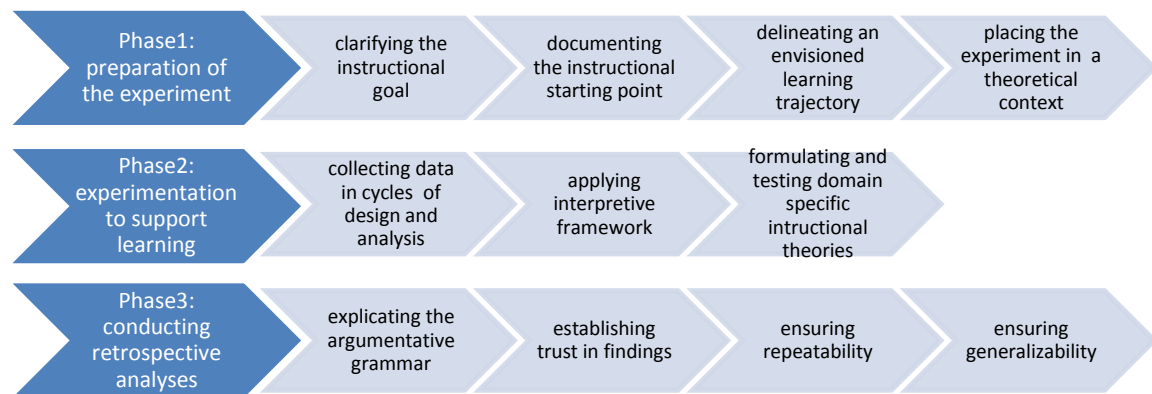 Phase1:
preparation of
the experiment
clarifying the
instructional
goal
documenting
the instructional
starting point
delineating an
envisioned
learning
trajectory
placing the
experiment in a
theoretical
context
Phase2:
experimentation
to support
learning
collecting data
in cycles of
design and
analysis
applying
interpretive
framework
formulating and
testing domain
specific
intructional
theories
Phase3:
conducting
retrospective
analyses
explicating the
argumentative
grammar
establishing
trust in findings
ensuring
repeatability
ensuring
generalizability